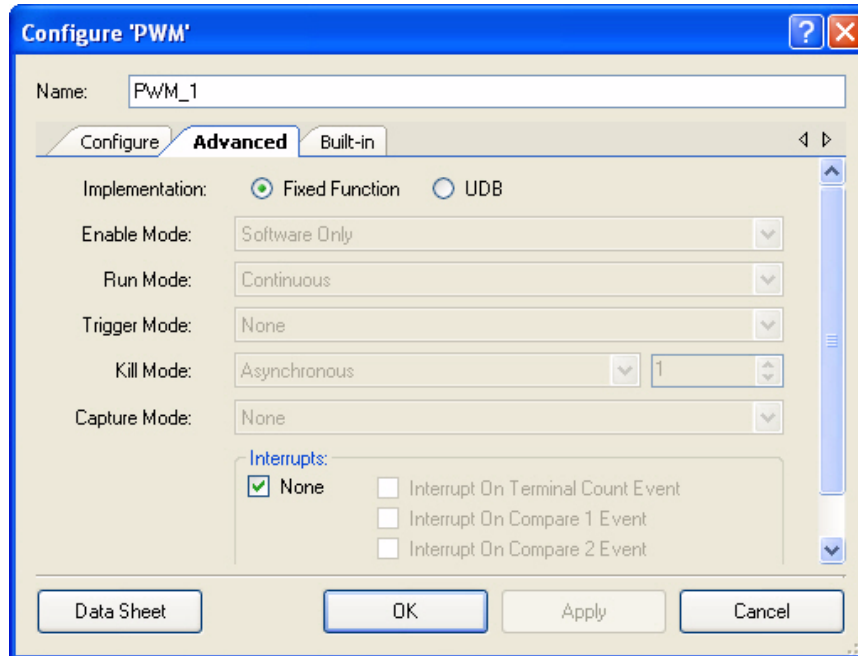 Configure 'PWM'
Name: PWM_1
Configure Advanced Built-in
Implementation: Fixed Function UDB
Enable Mode: Software Only
Run Mode: Continuous
Trigger Mode: None
Kill Mode: Asynchronous 1
Capture Mode: None
Interrupts:
None Interrupt On Terminal Count Event
Interrupt On Compare 1 Event
Interrupt On Compare 2 Event
Data Sheet OK Apply Cancel